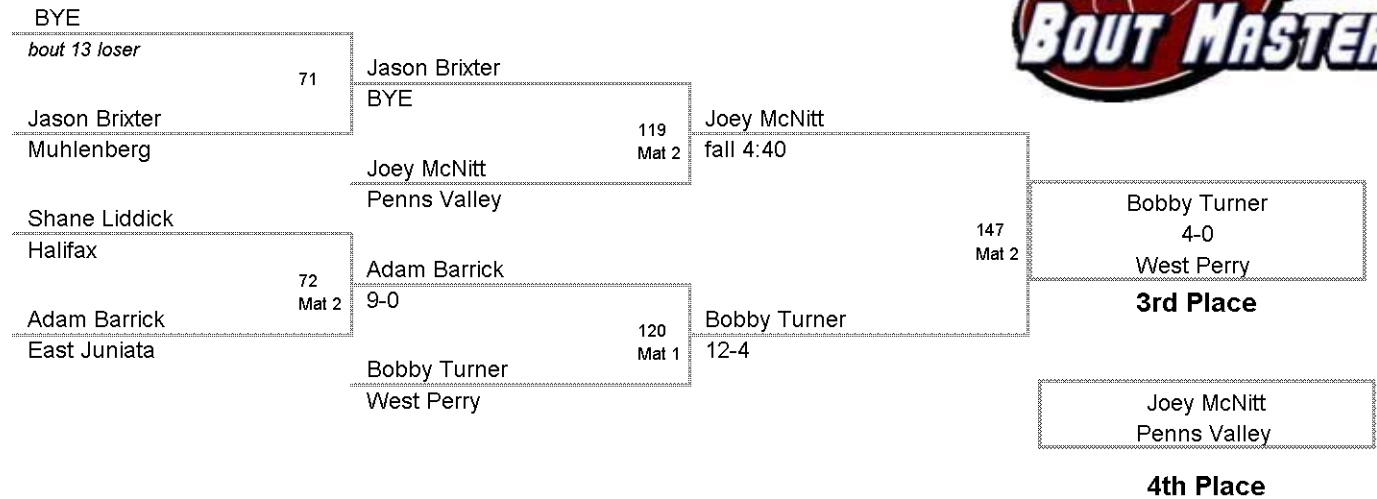 BYE
bout 13 loser
71
Jason Brixter
Muhlenberg
Shane Liddick
Halifax
72
Mat 2
Adam Barrick
East Juniata
Jason Brixter
BYE
119
Mat 2
Joey McNitt
Penns Valley
Adam Barrick
9-0
120
Mat 1
Bobby Turner
West Perry
Joey McNitt
fall 4:40
147
Mat 2
Bobby Turner
12-4
BOUT MASTER
Bobby Turner
4-0
West Perry
3rd Place
Joey McNitt
Penns Valley
4th Place